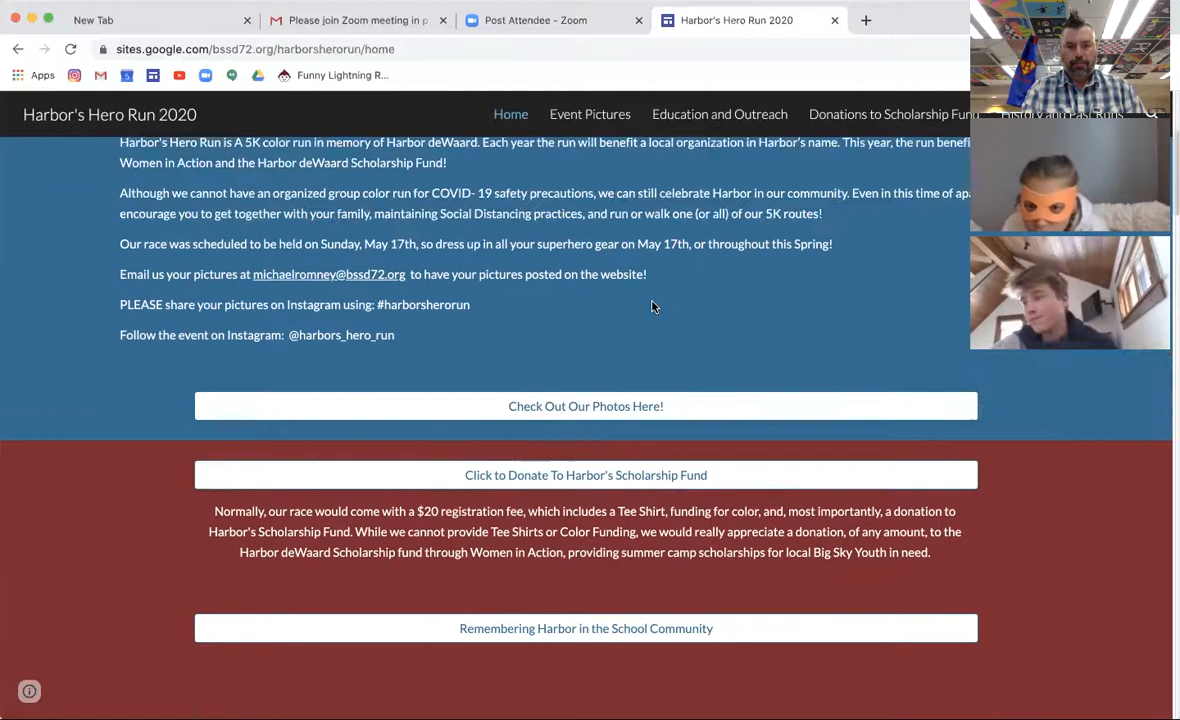 New Tab
Please join Zoom meeting in p
Post Attendee - Zoom
Harbor's Hero Run 2020
sites.google.com/bssd72.org/harborsherorun/home
Apps
Funny Lightning R...
Harbor's Hero Run 2020
Home
Event Pictures
Education and Outreach
Donations to Scholarship Fund
History and Past Runs
Harbor's Hero Run is A 5K color run in memory of Harbor deWaard. Each year the run will benefit a local organization in Harbor's name. This year, the run benefi
Women in Action and the Harbor deWaard Scholarship Fund!
Although we cannot have an organized group color run for COVID- 19 safety precautions, we can still celebrate Harbor in our community. Even in this time of apa
encourage you to get together with your family, maintaining Social Distancing practices, and run or walk one (or all) of our 5K routes!
Our race was scheduled to be held on Sunday, May 17th, so dress up in all your superhero gear on May 17th, or throughout this Spring!
Email us your pictures at michaelromney@bssd72.org to have your pictures posted on the website!
PLEASE share your pictures on Instagram using: #harborsherorun
Follow the event on Instagram: @harbors_hero_run
Check Out Our Photos Here!
Click to Donate To Harbor's Scholarship Fund
Normally, our race would come with a $20 registration fee, which includes a Tee Shirt, funding for color, and, most importantly, a donation to
Harbor's Scholarship Fund. While we cannot provide Tee Shirts or Color Funding, we would really appreciate a donation, of any amount, to the
Harbor deWaard Scholarship fund through Women in Action, providing summer camp scholarships for local Big Sky Youth in need.
Remembering Harbor in the School Community